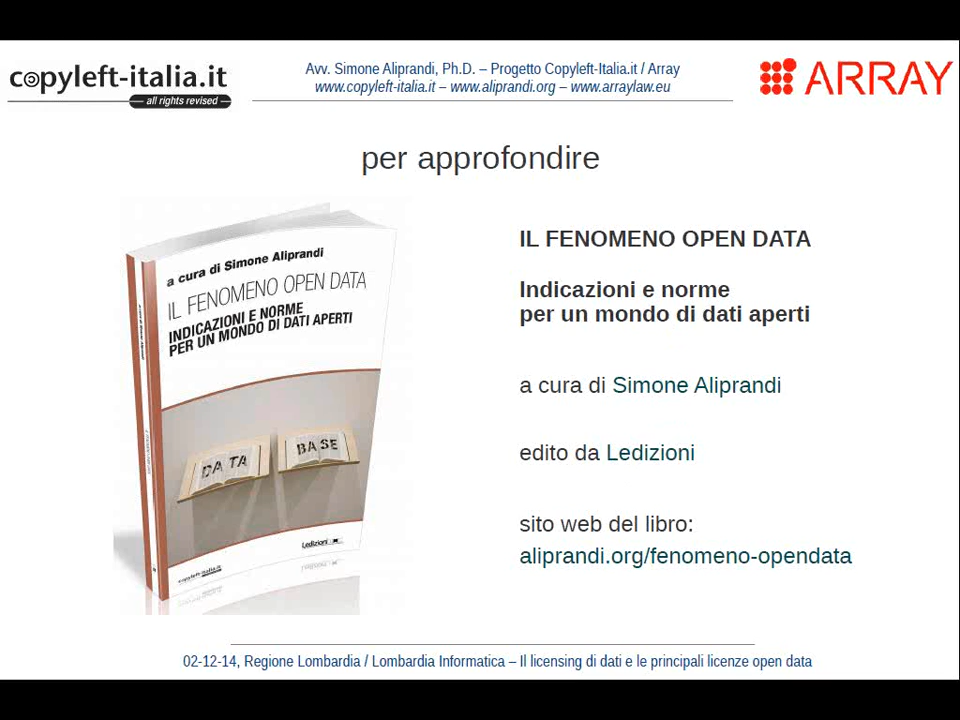 copyleft-italia.it
all rights revised
Avv. Simone Aliprandi, Ph.D. – Progetto Copyleft-Italia.it / Array
www.copyleft-italia.it – www.aliprandi.org – www.arraylaw.eu
ARRAY
per approfondire
a cura di Simone Aliprandi
IL FENOMENO OPEN DATA
INDICAZIONI E NORME
PER UN MONDO DI DATI APERTI
DATA BASE
Ledizioni
copyleft-italia.it
IL FENOMENO OPEN DATA
Indicazioni e norme
per un mondo di dati aperti
a cura di Simone Aliprandi
edito da Ledizioni
sito web del libro:
aliprandi.org/fenomeno-opendata
02-12-14, Regione Lombardia / Lombardia Informatica – Il licensing di dati e le principali licenze open data